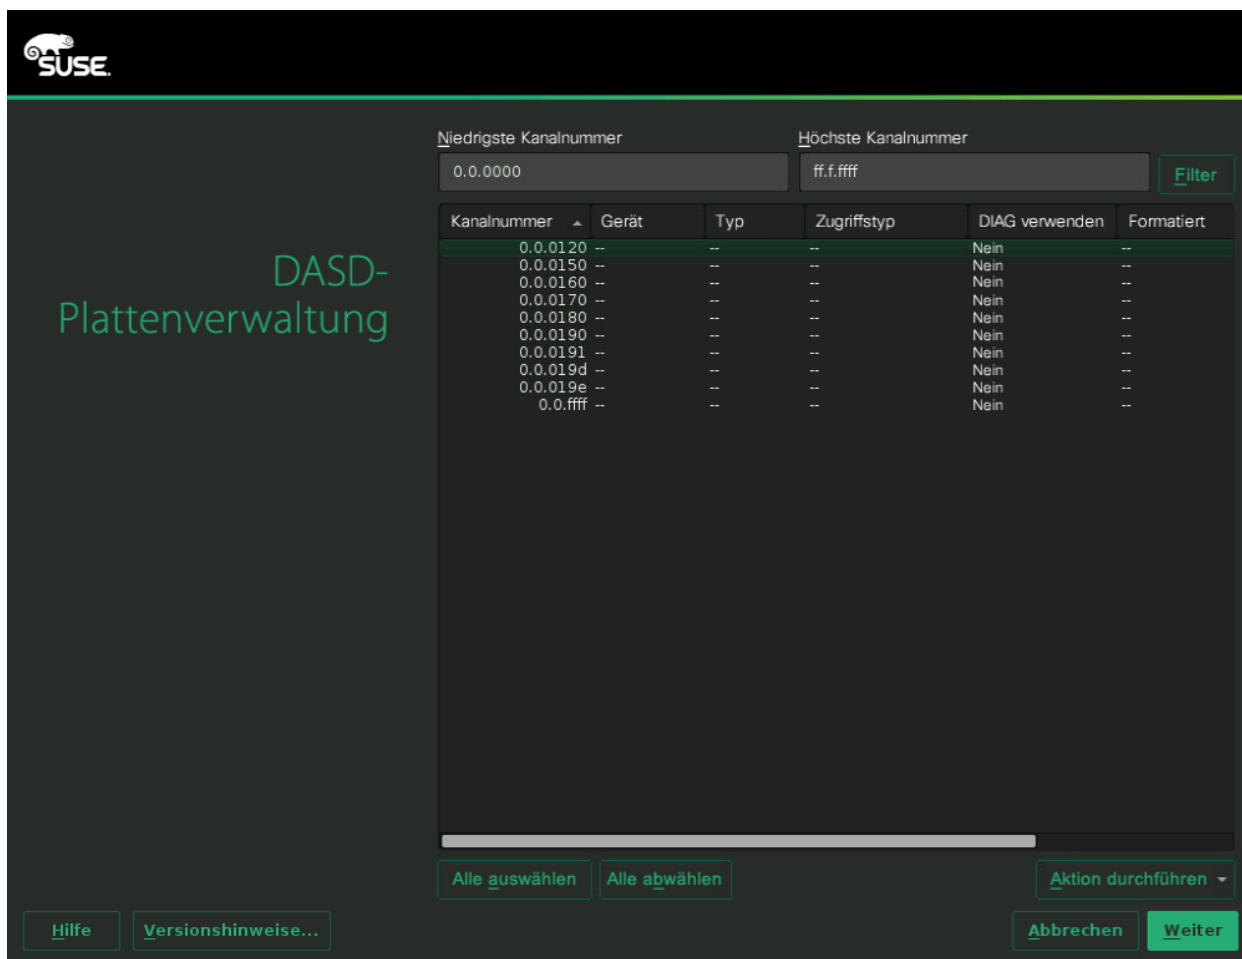 SUSE.
Niedrigste Kanalnummer Höchste Kanalnummer
0.0.0000 ff.f.ffff Filter
DASD-
Plattenverwaltung
Kanalnummer Gerät Typ Zugriffstyp DIAG verwenden Formatiert
0.0.0120 -- -- -- Nein --
0.0.0150 -- -- -- Nein --
0.0.0160 -- -- -- Nein --
0.0.0170 -- -- -- Nein --
0.0.0180 -- -- -- Nein --
0.0.0190 -- -- -- Nein --
0.0.0191 -- -- -- Nein --
0.0.019d -- -- -- Nein --
0.0.019e -- -- -- Nein --
0.0.ffff -- -- -- Nein --
Alle auswählen Alle abwählen Aktion durchführen
Hilfe Versionshinweise... Abbrechen Weiter